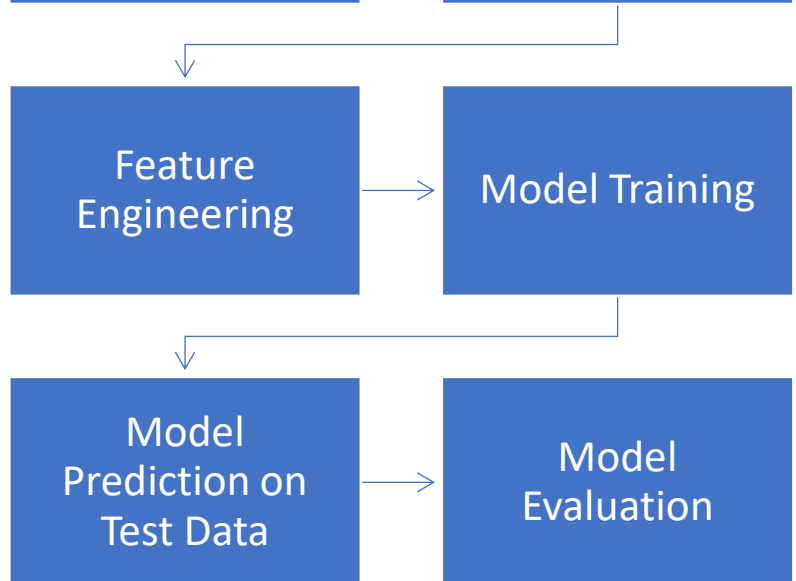 Feature
Engineering
Model Training
Model
Prediction on
Test Data
Model
Evaluation